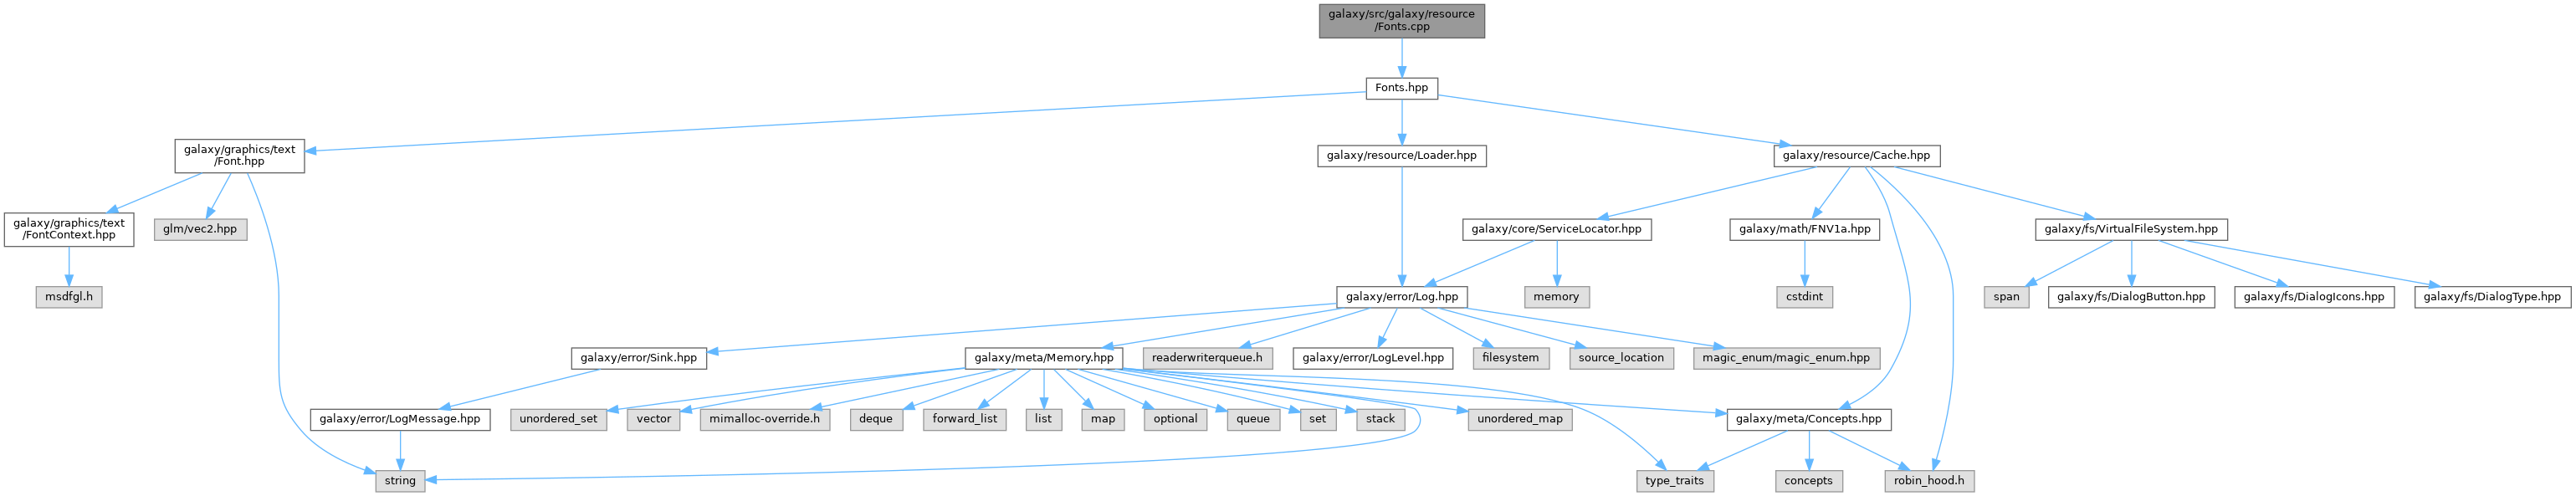 galaxy/src/galaxy/resource
/Fonts.cpp
Fonts.hpp
galaxy/graphics/text
/Font.hpp
galaxy/resource/Loader.hpp
galaxy/resource/Cache.hpp
galaxy/graphics/text
/FontContext.hpp
glm/vec2.hpp
galaxy/core/ServiceLocator.hpp
galaxy/math/FNV1a.hpp
galaxy/fs/VirtualFileSystem.hpp
msdfgl.h
galaxy/error/Log.hpp
memory
cstdint
span
galaxy/fs/DialogButton.hpp
galaxy/fs/DialogIcons.hpp
galaxy/fs/DialogType.hpp
galaxy/error/Sink.hpp
galaxy/meta/Memory.hpp
readerwriterqueue.h
galaxy/error/LogLevel.hpp
filesystem
source_location
magic_enum/magic_enum.hpp
galaxy/error/LogMessage.hpp
unordered_set
vector
mimalloc-override.h
deque
forward_list
list
map
optional
queue
set
stack
unordered_map
galaxy/meta/Concepts.hpp
string
type_traits
concepts
robin_hood.h